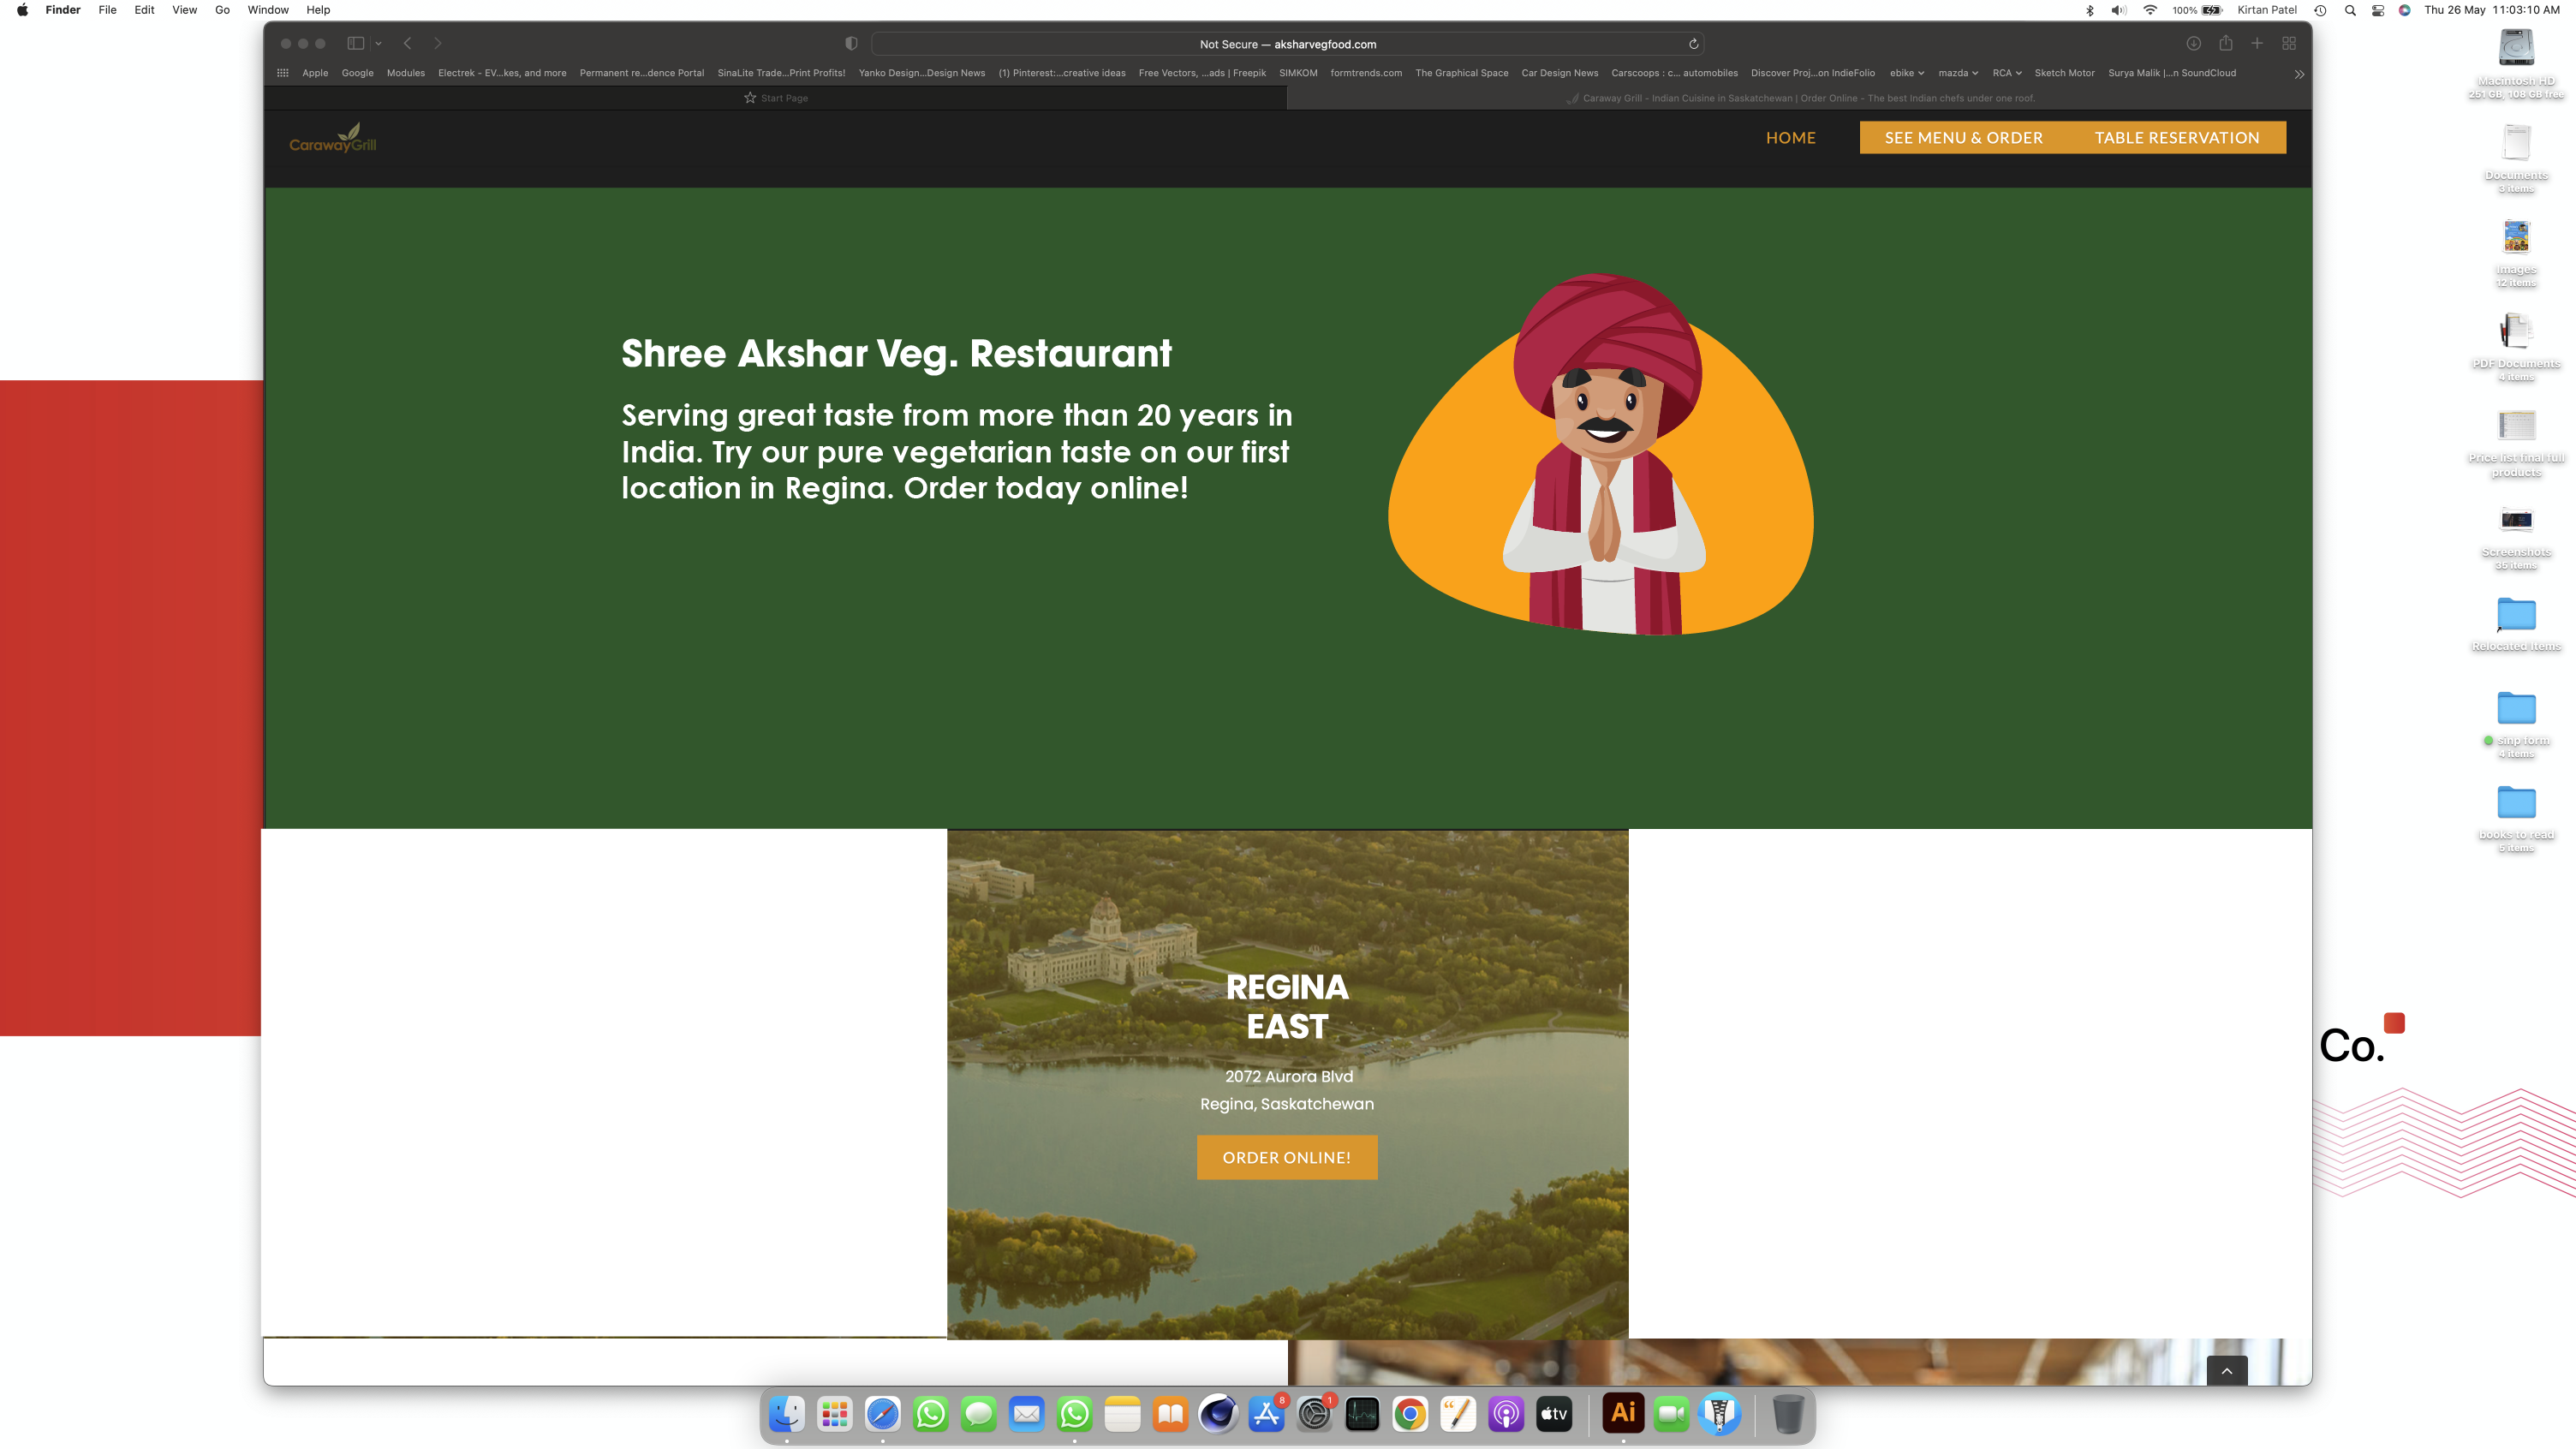 Finder File Edit View Go Window Help
100% Kirtan Patel Thu 26 May 11:03:10 AM
Not Secure — aksharvegfood.com
Apple Google Modules Electrek - EV...kes, and more Permanent re...dence Portal SinaLite Trade...Print Profits! Yanko Design...Design News (1) Pinterest:...creative ideas Free Vectors, ...ads | Freepik SIMKOM formtrends.com The Graphical Space Car Design News Carscoops : c... automobiles Discover Proj...on IndieFolio ebike mazda RCA Sketch Motor Surya Malik |...n SoundCloud
Start Page
Caraway Grill - Indian Cuisine in Saskatchewan | Order Online - The best Indian chefs under one roof.
CarawayGrill
HOME SEE MENU & ORDER TABLE RESERVATION
Shree Akshar Veg. Restaurant
Serving great taste from more than 20 years in
India. Try our pure vegetarian taste on our first
location in Regina. Order today online!
REGINA
EAST
2072 Aurora Blvd
Regina, Saskatchewan
ORDER ONLINE!
Macintosh HD
251 GB, 108 GB free
Documents
3 items
Images
12 items
PDF Documents
4 items
Price list final full
products
Screenshots
35 items
Relocated Items
sinp form
4 items
books to read
5 items
Co.
8
1
tv
Ai